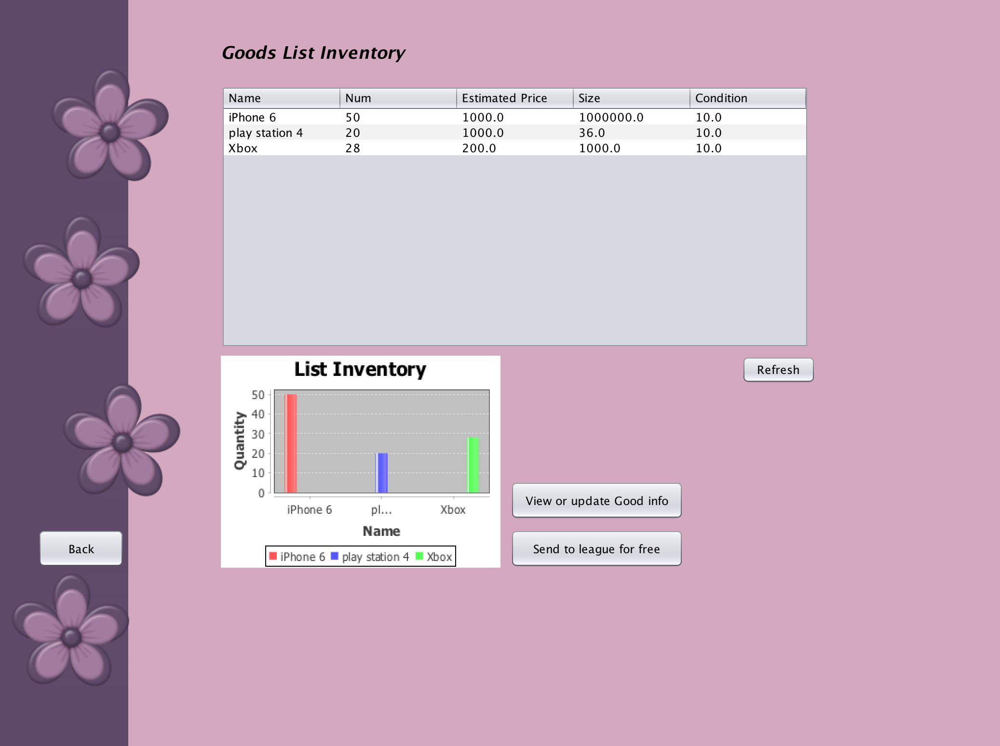 Goods List Inventory
Name Num Estimated Price Size Condition
iPhone 6 50 1000.0 1000000.0 10.0
play station 4 20 1000.0 36.0 10.0
Xbox 28 200.0 1000.0 10.0
Refresh
List Inventory
50
40
30
20
10
0
Quantity
iPhone 6 pl... Xbox
Name
iPhone 6 play station 4 Xbox
View or update Good info
Send to league for free
Back